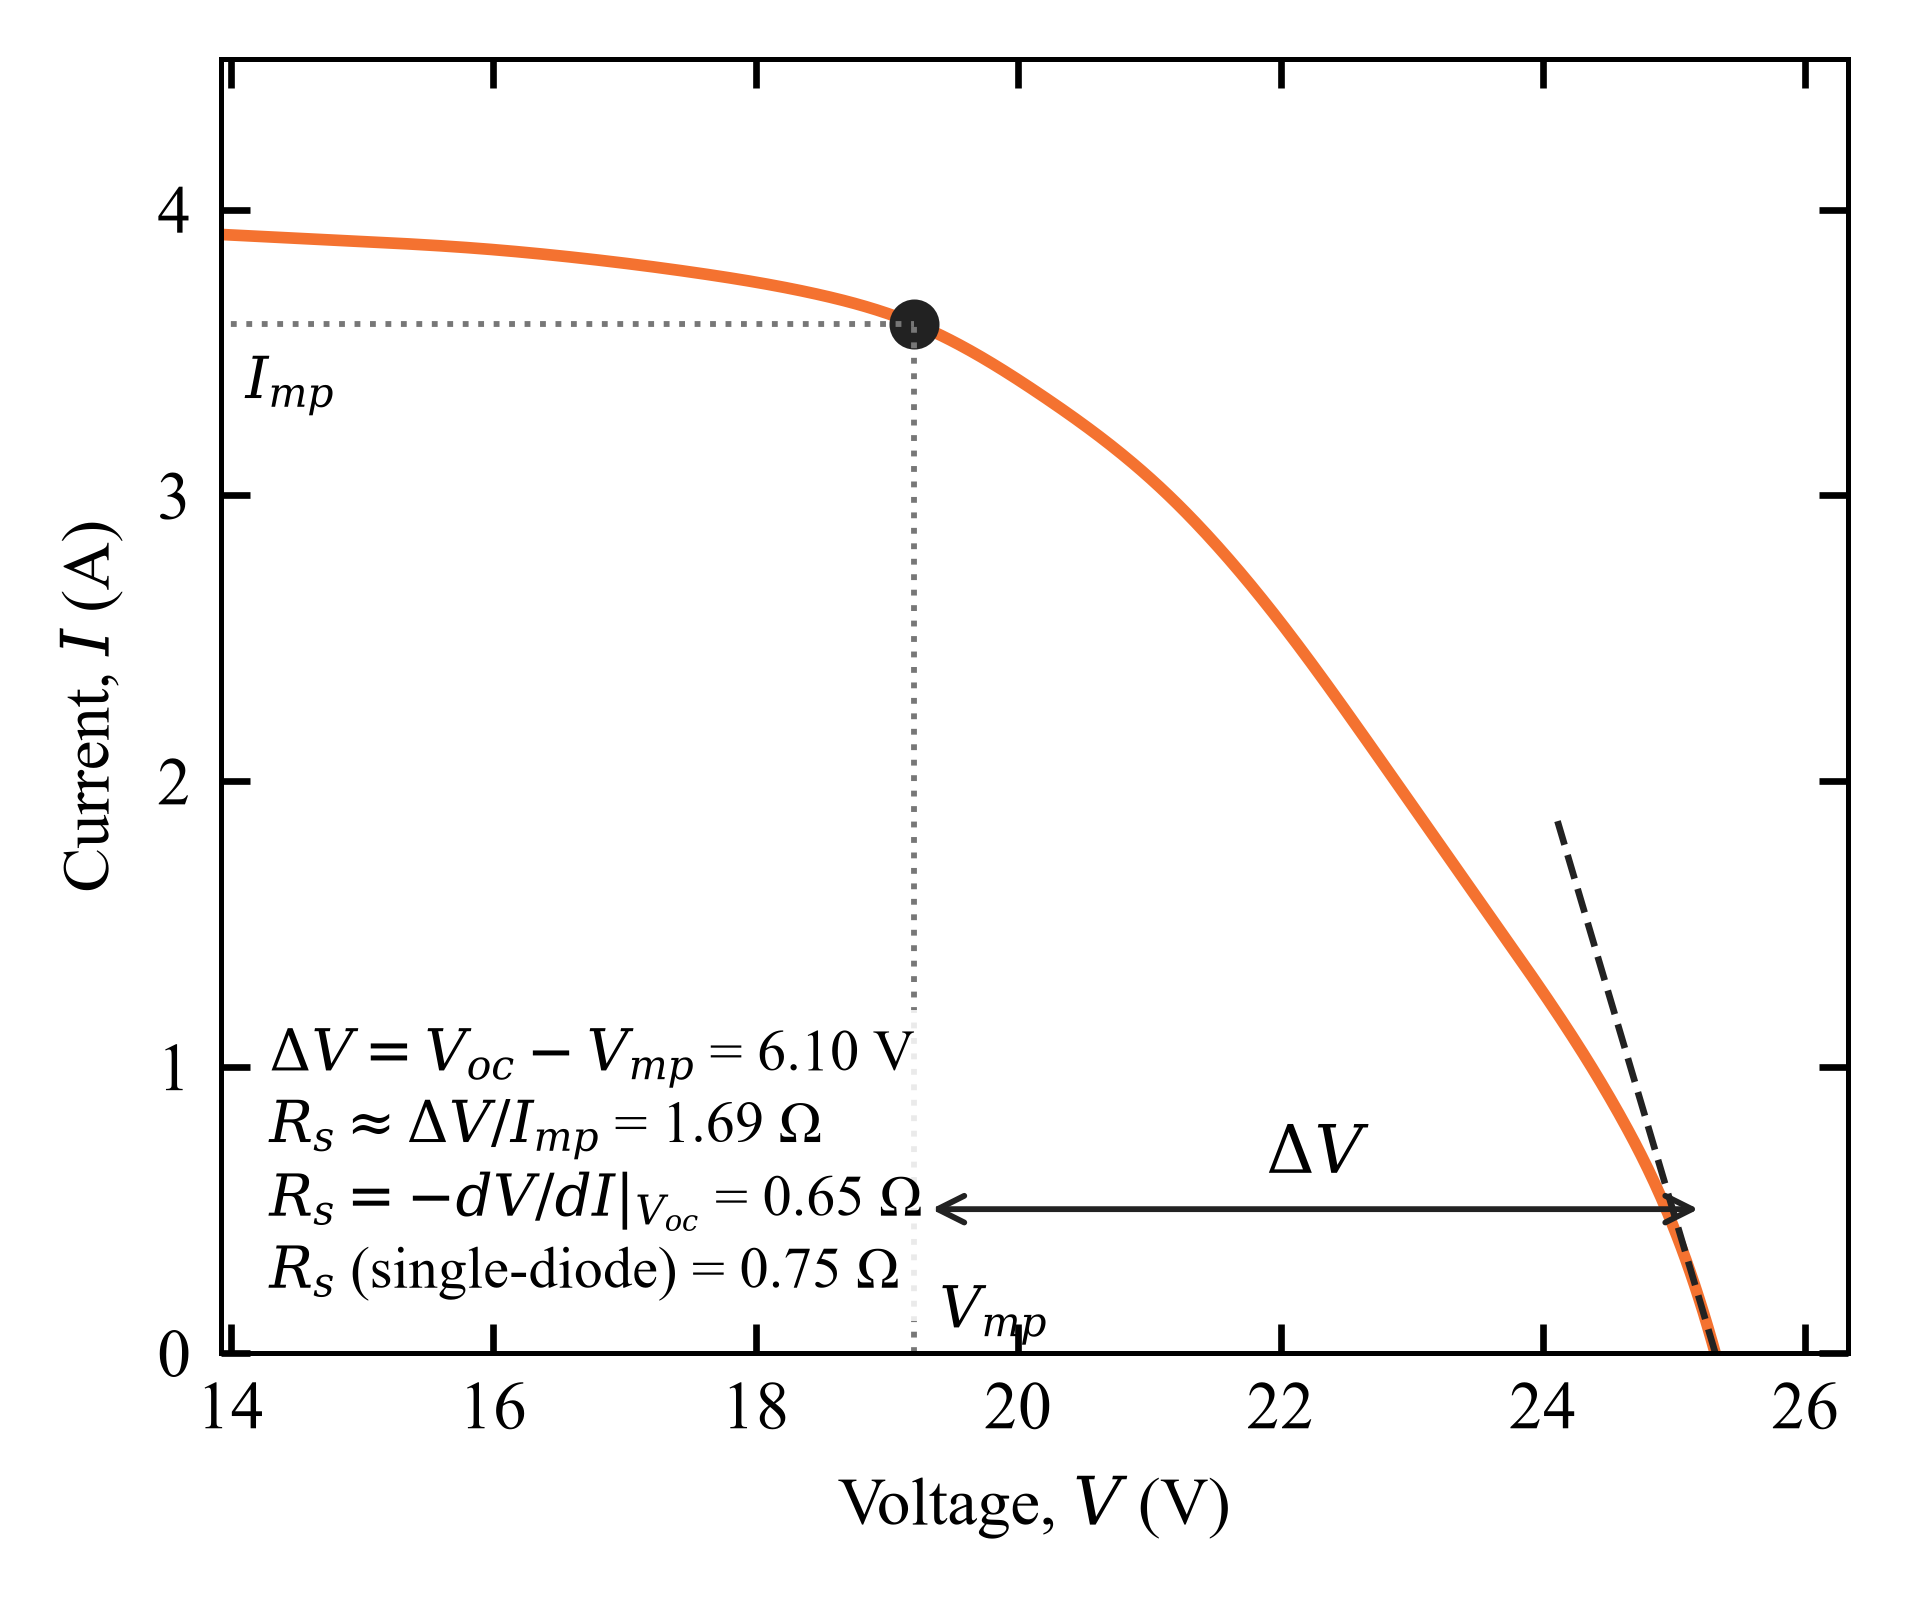 4
3
2
1
0
Current, I (A)
I_mp
ΔV = V_oc − V_mp = 6.10 V
R_s ≈ ΔV/I_mp = 1.69 Ω
R_s = −dV/dI|_V_oc = 0.65 Ω
R_s (single-diode) = 0.75 Ω
ΔV
V_mp
14 16 18 20 22 24 26
Voltage, V (V)